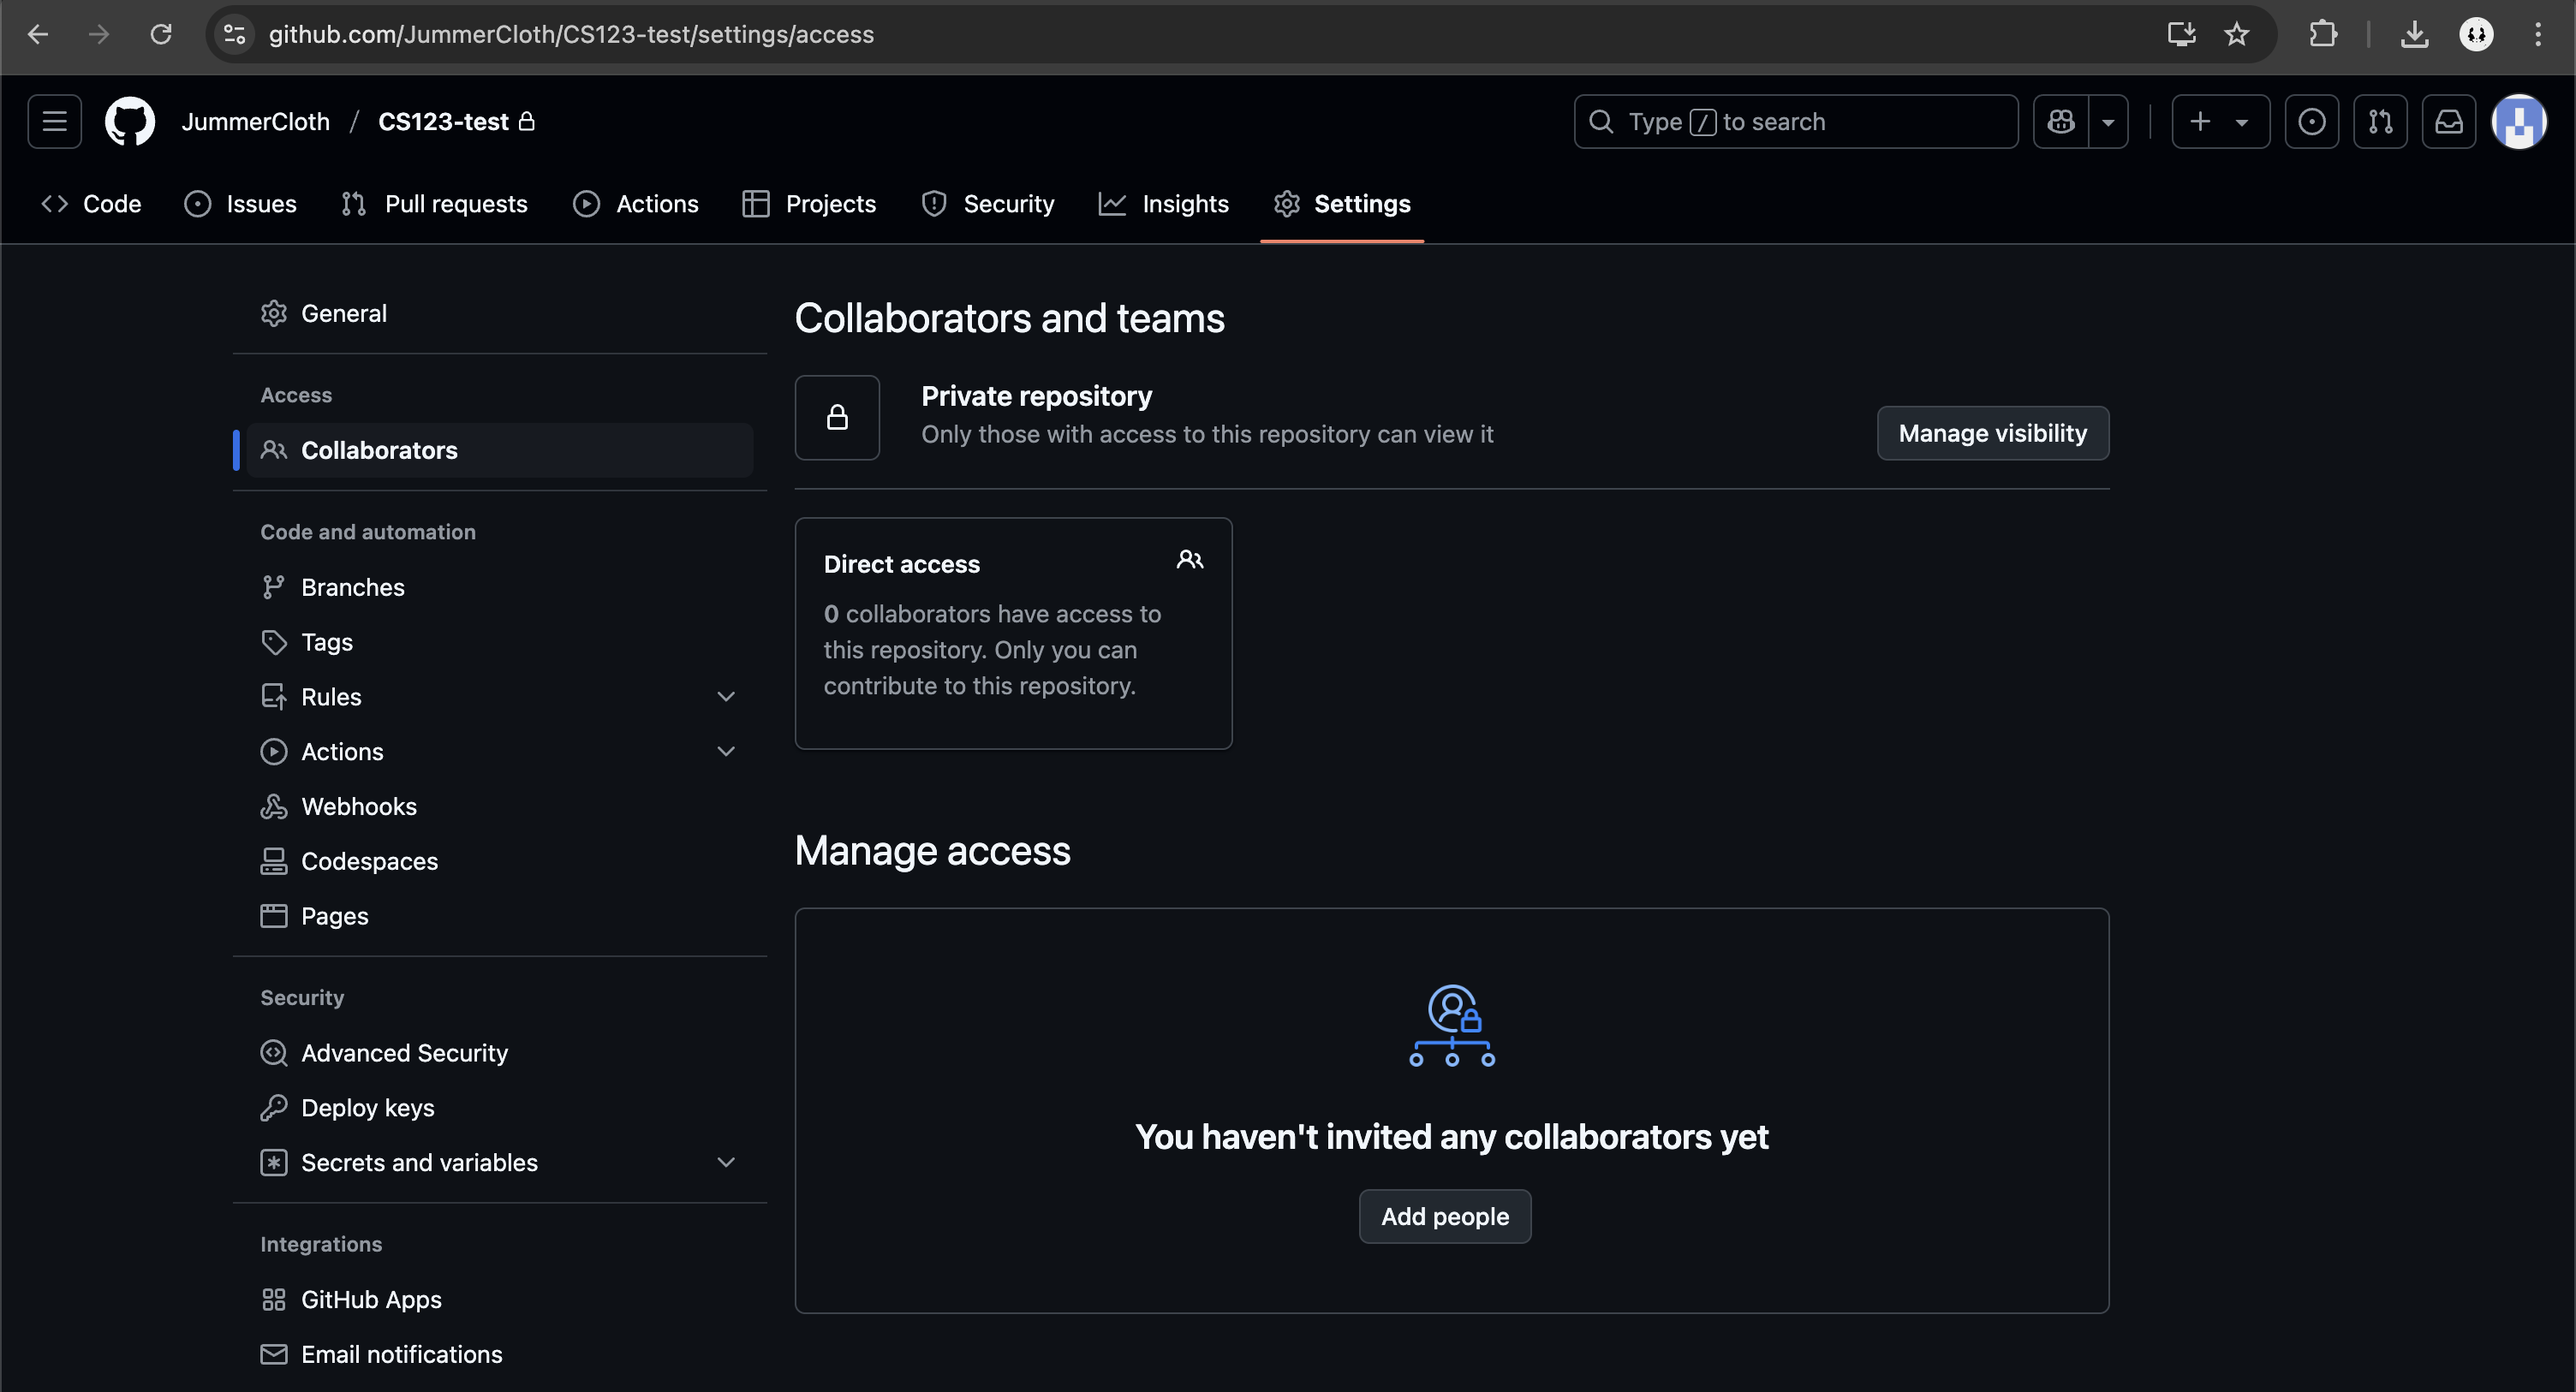 github.com/JummerCloth/CS123-test/settings/access
JummerCloth / CS123-test
Type / to search
Code
Issues
Pull requests
Actions
Projects
Security
Insights
Settings
General
Access
Collaborators
Code and automation
Branches
Tags
Rules
Actions
Webhooks
Codespaces
Pages
Security
Advanced Security
Deploy keys
Secrets and variables
Integrations
GitHub Apps
Email notifications
Collaborators and teams
Private repository
Only those with access to this repository can view it
Manage visibility
Direct access
0 collaborators have access to
this repository. Only you can
contribute to this repository.
Manage access
You haven't invited any collaborators yet
Add people